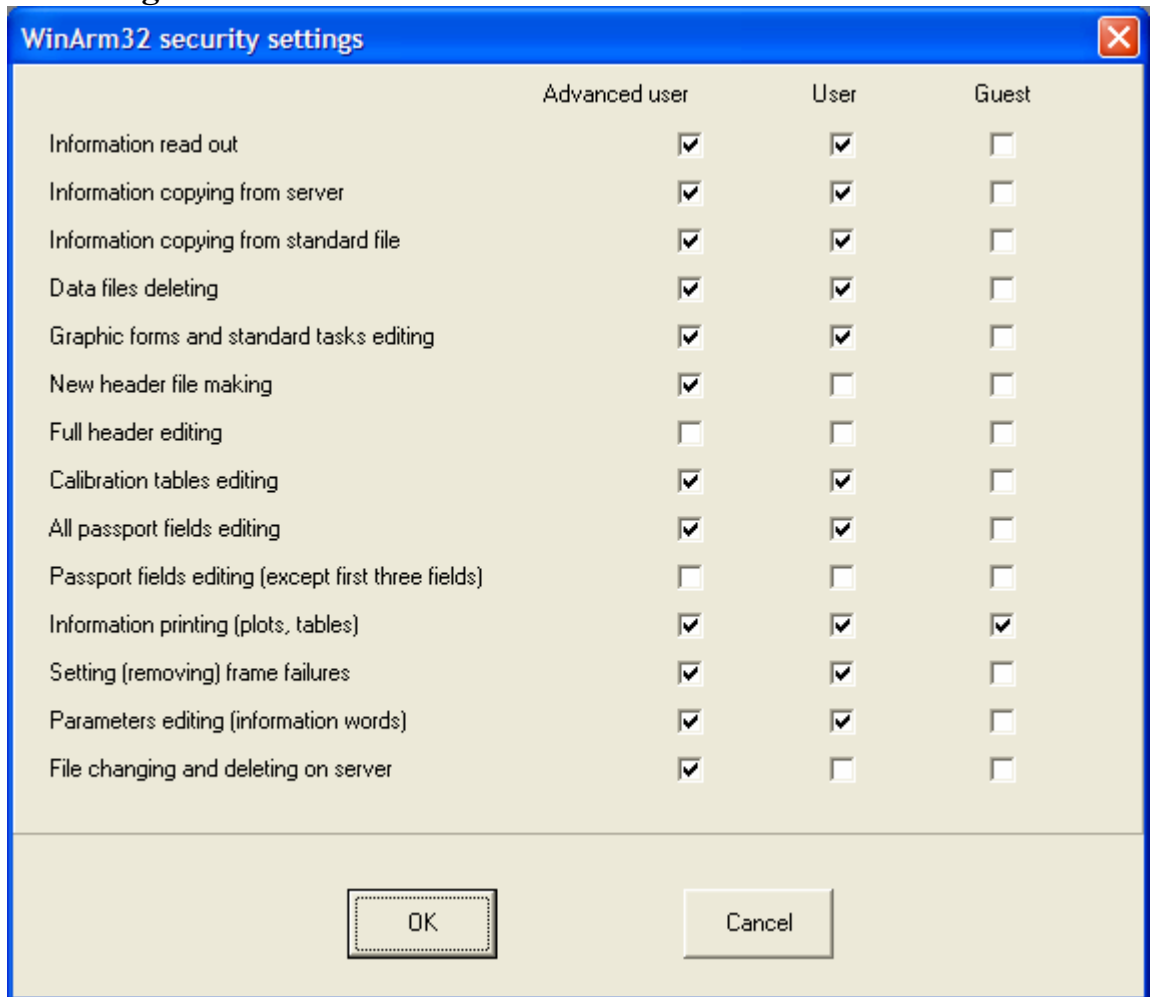 WinArm32 security settings
Advanced user User Guest
Information read out
Information copying from server
Information copying from standard file
Data files deleting
Graphic forms and standard tasks editing
New header file making
Full header editing
Calibration tables editing
All passport fields editing
Passport fields editing (except first three fields)
Information printing (plots, tables)
Setting (removing) frame failures
Parameters editing (information words)
File changing and deleting on server
OK Cancel